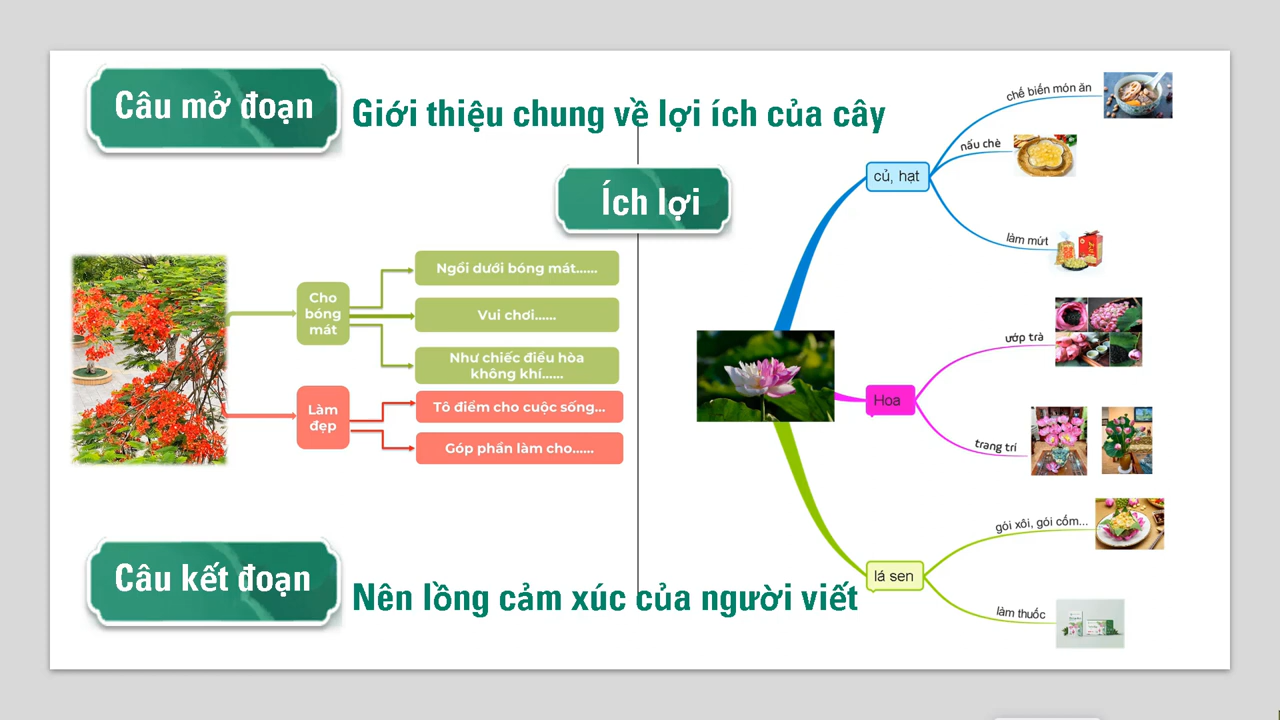 Câu mở đoạn
Giới thiệu chung về lợi ích của cây
Ích lợi
Cho
bóng
mát
Ngồi dưới bóng mát......
Vui chơi......
Như chiếc điều hòa
không khí......
Làm
đẹp
Tô điểm cho cuộc sống...
Góp phần làm cho......
củ, hạt
chế biến món ăn
nấu chè
làm mứt
Hoa
ướp trà
trang trí
lá sen
gói xôi, gói cốm...
làm thuốc
Câu kết đoạn
Nên lồng cảm xúc của người viết